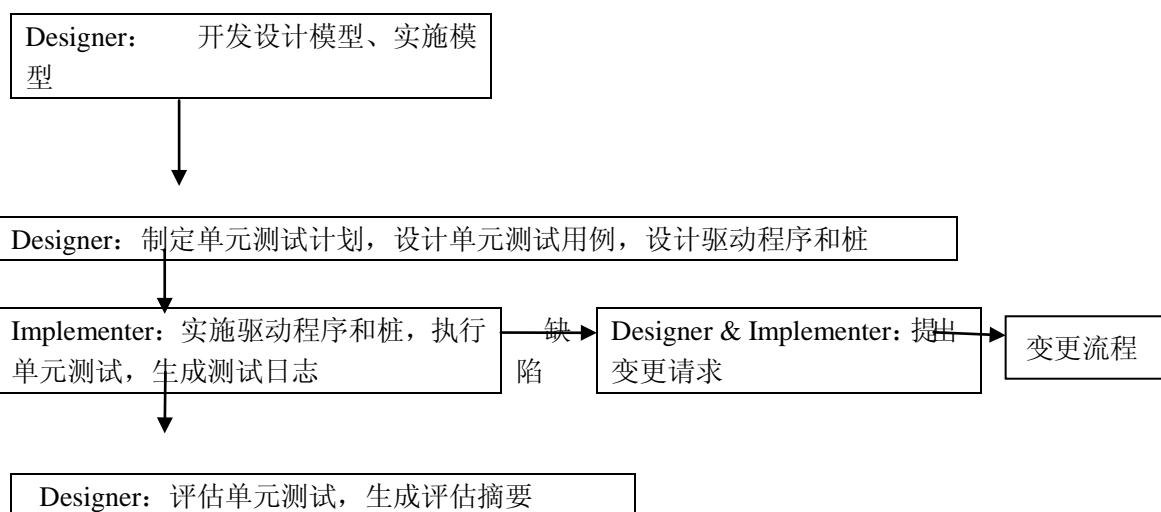 Designer： 开发设计模型、实施模
型
Designer：制定单元测试计划，设计单元测试用例，设计驱动程序和桩
Implementer：实施驱动程序和桩，执行
单元测试，生成测试日志
缺
陷
Designer & Implementer：提出
变更请求
变更流程
Designer：评估单元测试，生成评估摘要